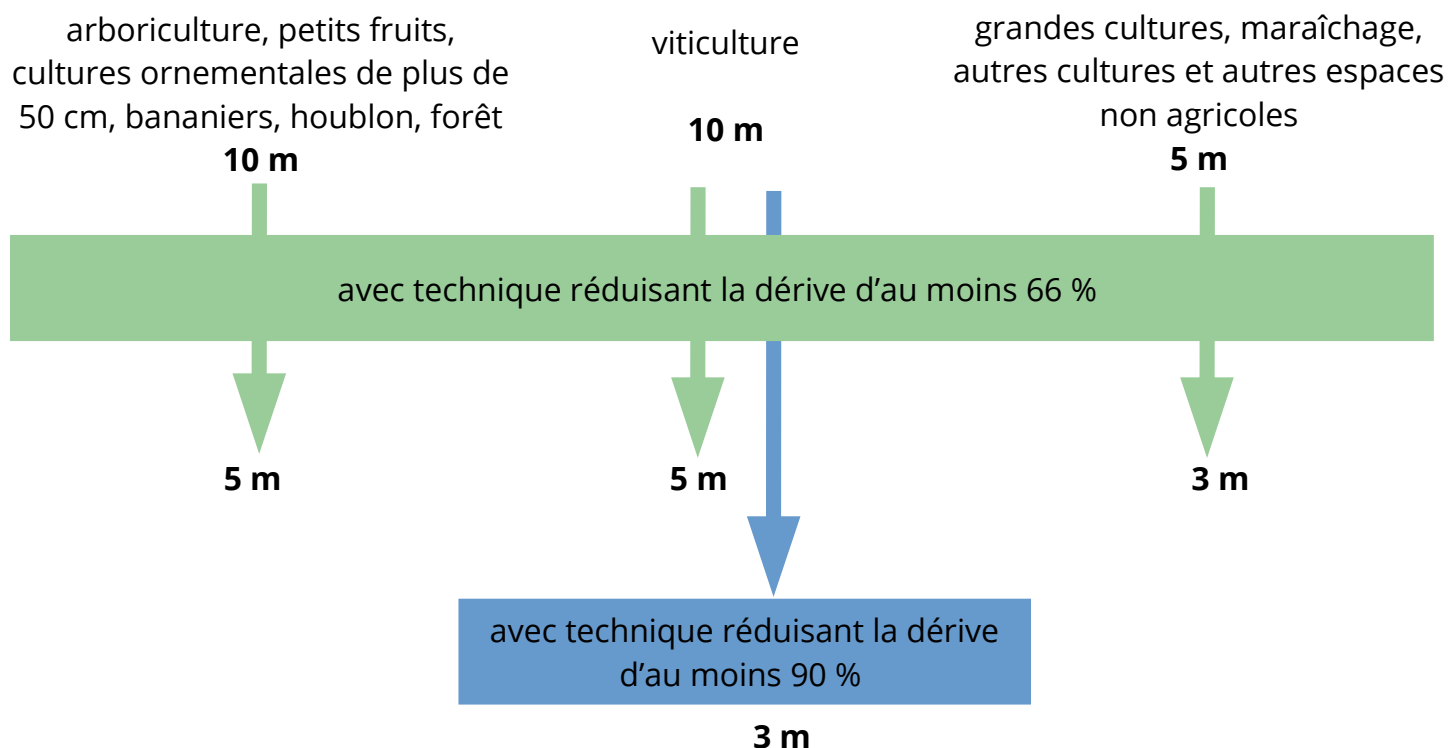 arboriculture, petits fruits,
cultures ornementales de plus de
50 cm, bananiers, houblon, forêt
10 m
viticulture
10 m
grandes cultures, maraîchage,
autres cultures et autres espaces
non agricoles
5 m
avec technique réduisant la dérive d’au moins 66 %
5 m
5 m
3 m
avec technique réduisant la dérive
d’au moins 90 %
3 m